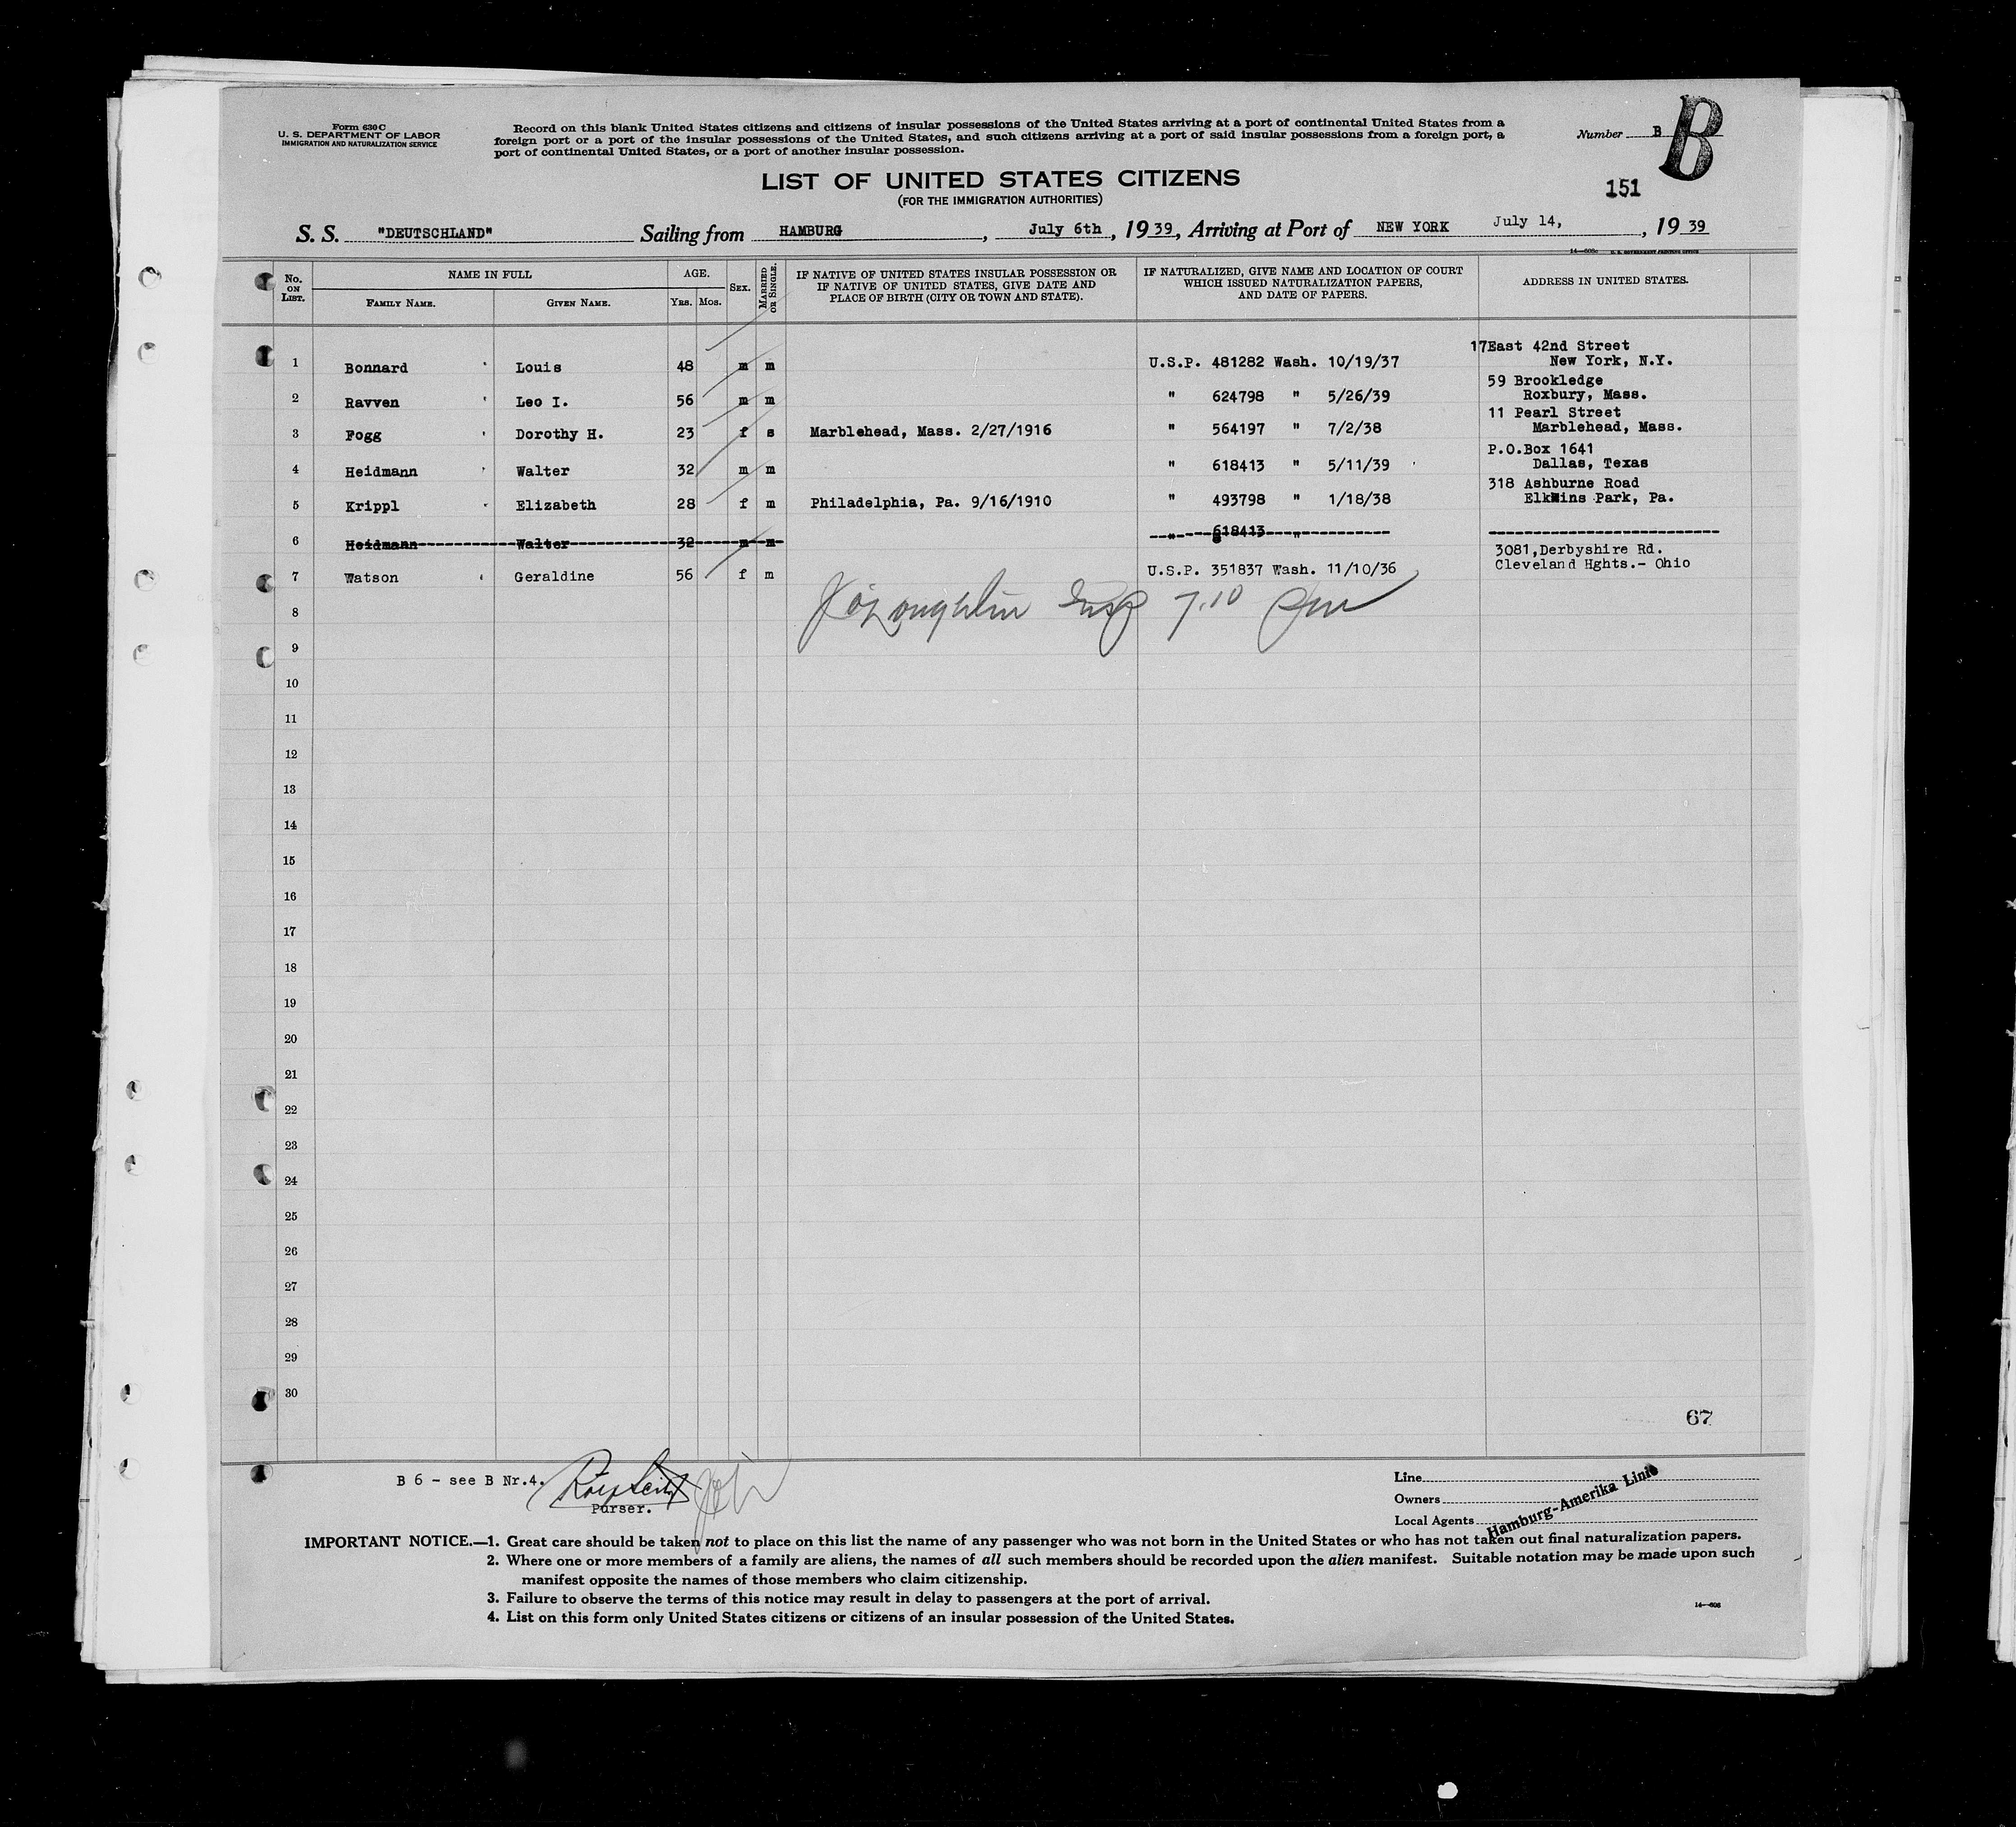 Form 630 C
U. S. DEPARTMENT OF LABOR
IMMIGRATION AND NATURALIZATION SERVICE
Record on this blank United States citizens and citizens of insular possessions of the United States arriving at a port of continental United States from a
foreign port or a port of the insular possessions of the United States, and such citizens arriving at a port of said insular possessions from a foreign port, a
port of continental United States, or a port of another insular possession.
Number B
B
LIST OF UNITED STATES CITIZENS
(FOR THE IMMIGRATION AUTHORITIES)
151
S. S. "DEUTSCHLAND" Sailing from HAMBURG, July 6th, 1939, Arriving at Port of NEW YORK July 14, , 1939
No. ON LIST. NAME IN FULL FAMILY NAME. GIVEN NAME. AGE. YRS. MOS. SEX. MARRIED OR SINGLE. IF NATIVE OF UNITED STATES INSULAR POSSESSION OR IF NATIVE OF UNITED STATES, GIVE DATE AND PLACE OF BIRTH (CITY OR TOWN AND STATE). IF NATURALIZED, GIVE NAME AND LOCATION OF COURT WHICH ISSUED NATURALIZATION PAPERS, AND DATE OF PAPERS. ADDRESS IN UNITED STATES.
1 Bonnard Louis 48 m m U.S.P. 481282 Wash. 10/19/37 17East 42nd Street New York, N.Y.
2 Ravven Leo I. 56 m m " 624798 " 5/26/39 59 Brookledge Roxbury, Mass.
3 Fogg Dorothy H. 23 f s Marblehead, Mass. 2/27/1916 " 564197 " 7/2/38 11 Pearl Street Marblehead, Mass.
4 Heidmann Walter 32 m m " 618413 " 5/11/39 P.O.Box 1641 Dallas, Texas
5 Krippl Elizabeth 28 f m Philadelphia, Pa. 9/16/1910 " 493798 " 1/18/38 318 Ashburne Road Elkins Park, Pa.
6 Heidmann Walter 32 m m " 618413 "
7 Watson Geraldine 56 f m U.S.P. 351837 Wash. 11/10/36 3081,Derbyshire Rd. Cleveland Hghts.- Ohio
8 J O'Loughlin Insp 7.10
9
10
11
12
13
14
15
16
17
18
19
20
21
22
23
24
25
26
27
28
29
30
67
B 6 - see B Nr.4.
Purser.
Line
Owners
Local Agents
Hamburg-Amerika Linie
IMPORTANT NOTICE.—1. Great care should be taken not to place on this list the name of any passenger who was not born in the United States or who has not taken out final naturalization papers.
2. Where one or more members of a family are aliens, the names of all such members should be recorded upon the alien manifest. Suitable notation may be made upon such
manifest opposite the names of those members who claim citizenship.
3. Failure to observe the terms of this notice may result in delay to passengers at the port of arrival.
4. List on this form only United States citizens or citizens of an insular possession of the United States.
14—608